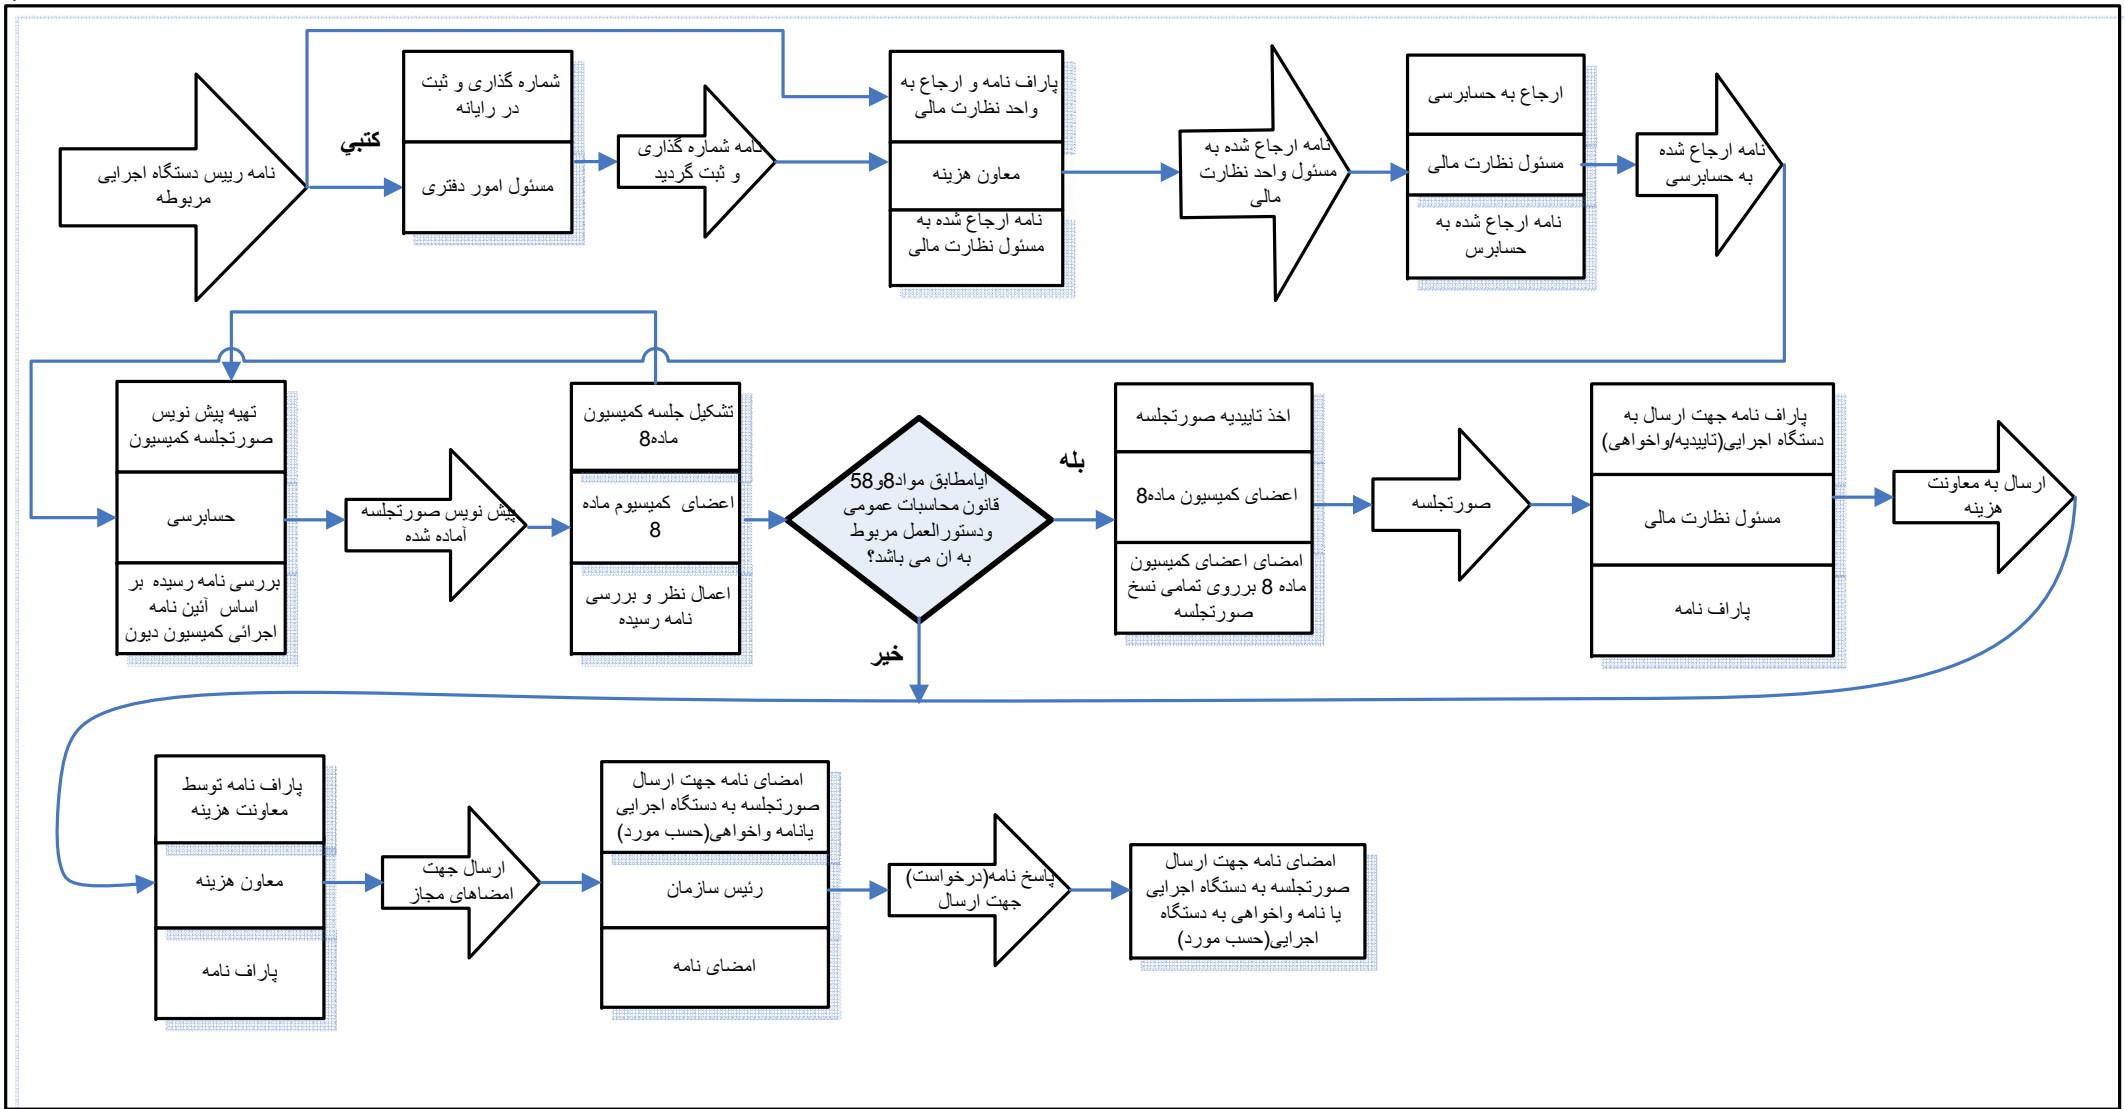 نامه رییس دستگاه اجرایی
مربوطه
کتبي
شماره گذاری و ثبت
در رایانه
مسئول امور دفتری
نامه شماره گذاری
و ثبت گردید
پاراف نامه و ارجاع به
واحد نظارت مالی
معاون هزینه
نامه ارجاع شده به
مسئول نظارت مالی
نامه ارجاع شده به
مسئول واحد نظارت
مالی
ارجاع به حسابرسی
مسئول نظارت مالی
نامه ارجاع شده به
حسابرس
نامه ارجاع شده
به حسابرسی
تهیه پیش نویس
صورتجلسه کمیسیون
حسابرسی
بررسی نامه رسیده بر
اساس آئین نامه
اجرائی کمیسیون دیون
پیش نویس صورتجلسه
آماده شده
تشکیل جلسه کمیسیون
ماده8
اعضای کمیسیوم ماده
8
اعمال نظر و بررسی
نامه رسیده
ایامطابق مواد8و58
قانون محاسبات عمومی
ودستورالعمل مربوط
به ان می باشد؟
بله
خیر
اخذ تاییدیه صورتجلسه
اعضای کمیسیون ماده8
امضای اعضای کمیسیون
ماده 8 برروی تمامی نسخ
صورتجلسه
صورتجلسه
پاراف نامه جهت ارسال به
دستگاه اجرایی(تاییدیه/واخواهی)
مسئول نظارت مالی
پاراف نامه
ارسال به معاونت
هزینه
پاراف نامه توسط
معاونت هزینه
معاون هزینه
پاراف نامه
ارسال جهت
امضاهای مجاز
امضای نامه جهت ارسال
صورتجلسه به دستگاه اجرایی
یانامه واخواهی(حسب مورد)
رئیس سازمان
امضای نامه
پاسخ نامه(درخواست)
جهت ارسال
امضای نامه جهت ارسال
صورتجلسه به دستگاه اجرایی
یا نامه واخواهی به دستگاه
اجرایی(حسب مورد)